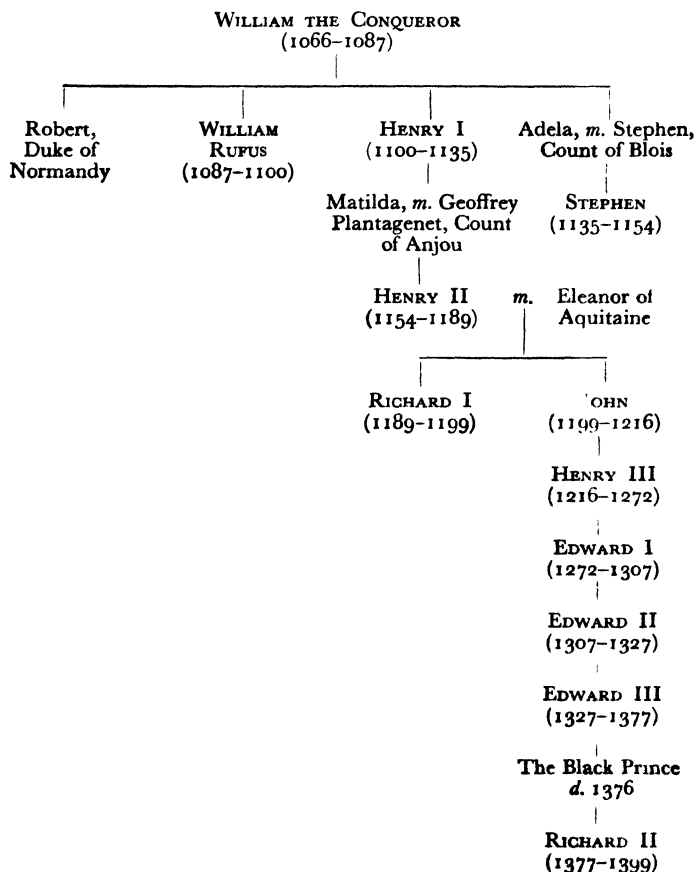 WILLIAM THE CONQUEROR
(1066–1087)
Robert,
Duke of
Normandy
WILLIAM
RUFUS
(1087–1100)
HENRY I
(1100–1135)
Adela, m. Stephen,
Count of Blois
Matilda, m. Geoffrey
Plantagenet, Count
of Anjou
STEPHEN
(1135–1154)
HENRY II
(1154–1189)
m.
Eleanor of
Aquitaine
RICHARD I
(1189–1199)
OHN
(1199–1216)
HENRY III
(1216–1272)
EDWARD I
(1272–1307)
EDWARD II
(1307–1327)
EDWARD III
(1327–1377)
The Black Prince
d. 1376
RICHARD II
(1377–1399)